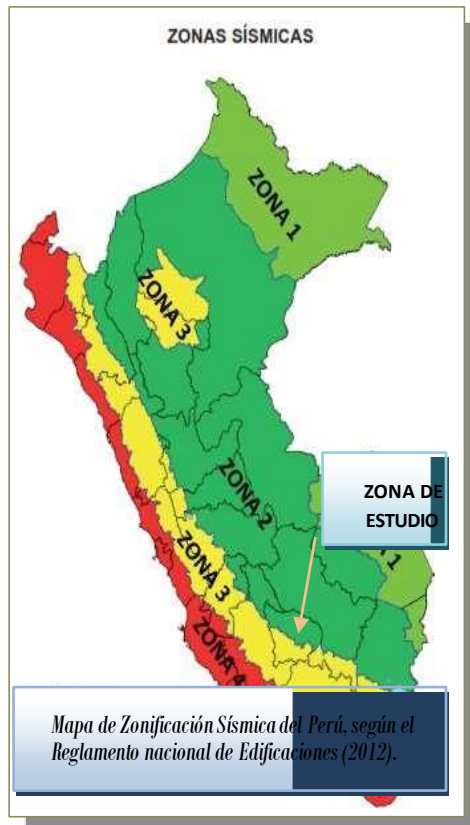 ZONAS SÍSMICAS
ZONA 1
ZONA 3
ZONA 2
ZONA DE
ESTUDIO
A 1
ZONA 3
ZONA 4
Mapa de Zonificación Sísmica del Perú, según el
Reglamento nacional de Edificaciones (2012).